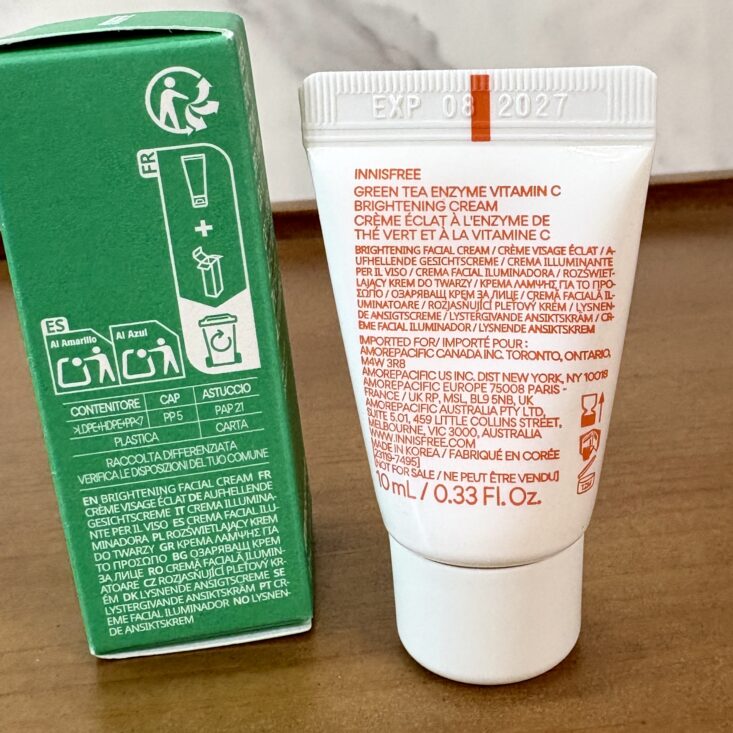 FR
+
ES
Al Amarillo
Al Azul
CONTENITORE CAP ASTUCCIO
>LDPE+HDPE+PP<7 PP 5 PAP 21
PLASTICA CARTA
RACCOLTA DIFFERENZIATA
VERIFICA LE DISPOSIZIONI DEL TUO COMUNE
EN BRIGHTENING FACIAL CREAM FR
CRÈME VISAGE ÉCLAT DE AUFHELLENDE
GESICHTSCREME IT CREMA ILLUMINA-
NTE PER IL VISO ES CREMA FACIAL ILU-
MINADORA PL ROZŚWIETLAJĄCY KREM
DO TWARZY GR ΚΡΕΜΑ ΛΑΜΨΗΣ ΓΙΑ
ΤΟ ΠΡΟΣΩΠΟ BG ОЗАРЯВАЩ КРЕМ
ЗА ЛИЦЕ RO CREMĂ FACIALĂ ILUMIN-
ATOARE CZ ROZJASŇUJÍCÍ PLEŤOVÝ KR-
ÉM DK LYSNENDE ANSIGTSCREME SE
LYSTERGIVANDE ANSIKTSKRÄM PT CR-
EME FACIAL ILUMINADOR NO LYSNEN-
DE ANSIKTSKREM
EXP 08 2027
INNISFREE
GREEN TEA ENZYME VITAMIN C
BRIGHTENING CREAM
CRÈME ÉCLAT À L'ENZYME DE
THÉ VERT ET À LA VITAMINE C
BRIGHTENING FACIAL CREAM / CRÈME VISAGE ÉCLAT / A-
UFHELLENDE GESICHTSCREME / CREMA ILLUMINANTE
PER IL VISO / CREMA FACIAL ILUMINADORA / ROZŚWIET-
LAJĄCY KREM DO TWARZY / ΚΡΕΜΑ ΛΑΜΨΗΣ ΓΙΑ ΤΟ ΠΡΟ-
ΣΩΠΟ / ОЗАРЯВАЩ КРЕМ ЗА ЛИЦЕ / CREMĂ FACIALĂ IL-
UMINATOARE / ROZJASŇUJÍCÍ PLEŤOVÝ KRÉM / LYSNEN-
DE ANSIGTSCREME / LYSTERGIVANDE ANSIKTSKRÄM / CR-
EME FACIAL ILUMINADOR / LYSNENDE ANSIKTSKREM
IMPORTED FOR/ IMPORTÉ POUR :
AMOREPACIFIC CANADA INC. TORONTO, ONTARIO,
M4W 3R8
AMOREPACIFIC US INC. DIST NEW YORK, NY 10018
AMOREPACIFIC EUROPE 75008 PARIS -
FRANCE / UK RP, MSL, BL9 5NB, UK
AMOREPACIFIC AUSTRALIA PTY LTD,
SUITE 5.01, 459 LITTLE COLLINS STREET,
MELBOURNE, VIC 3000, AUSTRALIA
WWW.INNISFREE.COM
MADE IN KOREA / FABRIQUÉ EN CORÉE
[23119-7495]
[NOT FOR SALE / NE PEUT ÊTRE VENDU]
10 mL / 0.33 Fl. Oz.